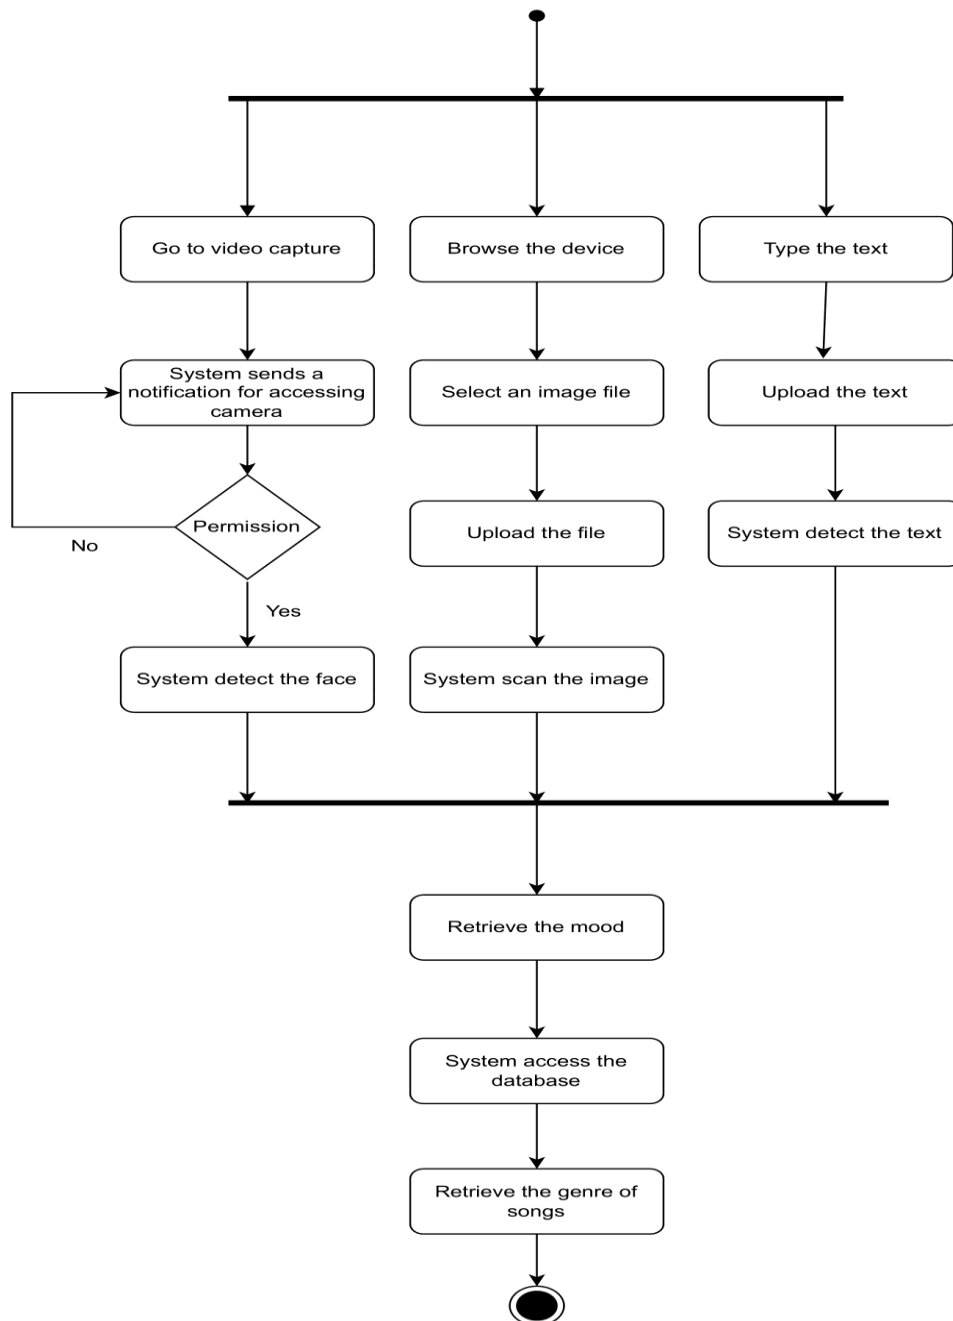 Go to video capture
Browse the device
Type the text
System sends a
notification for accessing
camera
Select an image file
Upload the text
Permission
No
Yes
Upload the file
System detect the text
System detect the face
System scan the image
Retrieve the mood
System access the
database
Retrieve the genre of
songs